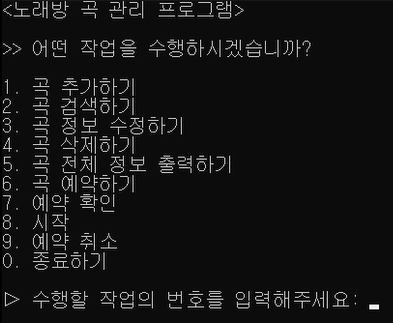 <노래방 곡 관리 프로그램>
>> 어떤 작업을 수행하시겠습니까?
1. 곡 추가하기
2. 곡 검색하기
3. 곡 정보 수정하기
4. 곡 삭제하기
5. 곡 전체 정보 출력하기
6. 곡 예약하기
7. 예약 확인
8. 시작
9. 예약 취소
0. 종료하기
▷ 수행할 작업의 번호를 입력해주세요: